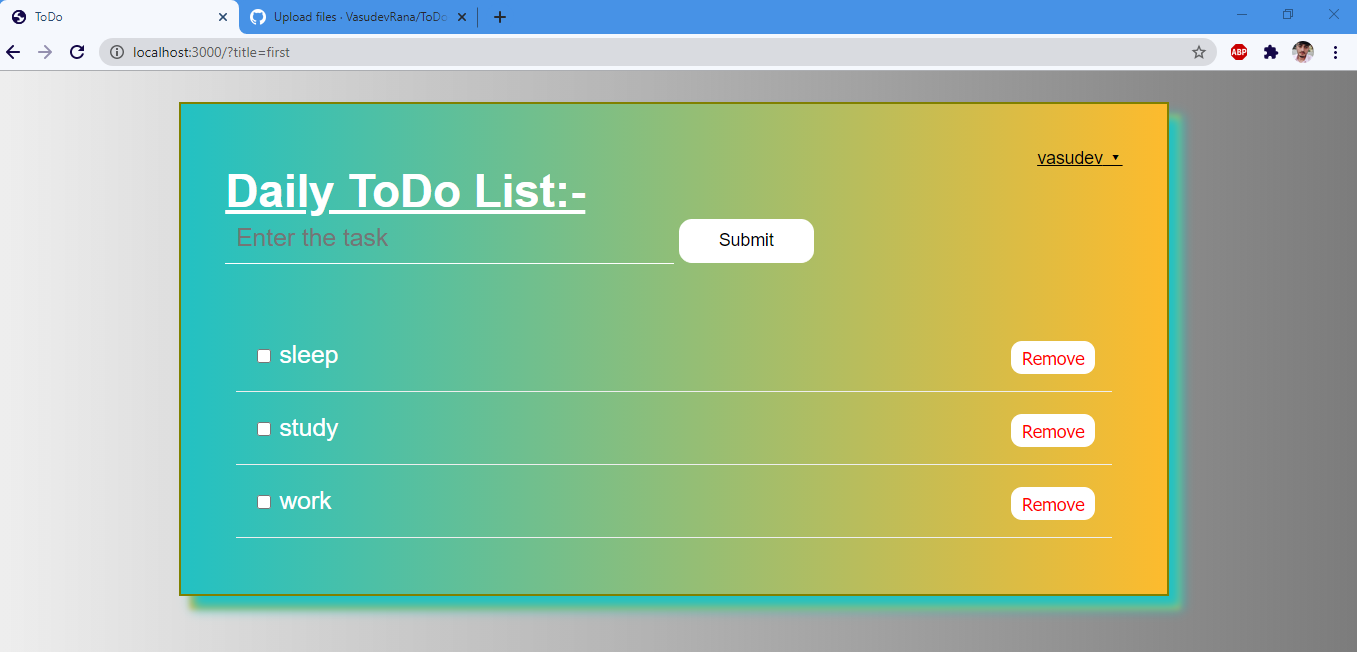 ToDo
Upload files · VasudevRana/ToDo
localhost:3000/?title=first
ABP
vasudev
Daily ToDo List:-
Enter the task
Submit
sleep
Remove
study
Remove
work
Remove